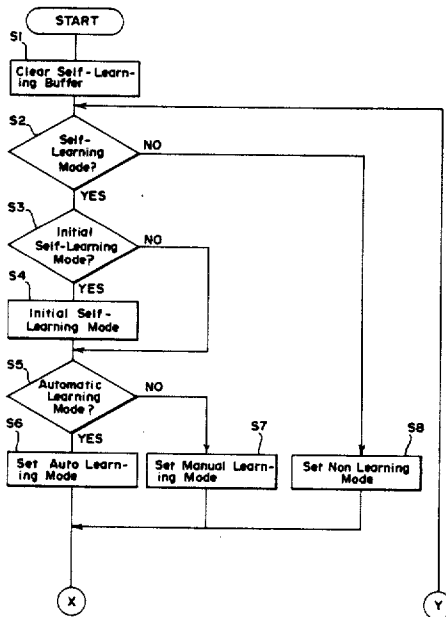 START
S1
Clear Self-Learn-
ing Buffer
S2
Self-
Learning
Mode?
NO
YES
S3
Initial
Self-Learning
Mode?
NO
YES
S4
Initial Self-
Learning Mode
S5
Automatic
Learning
Mode?
NO
YES
S6
Set Auto Learn-
ing Mode
S7
Set Manual Learn-
ing Mode
S8
Set Non Learning
Mode
X
Y